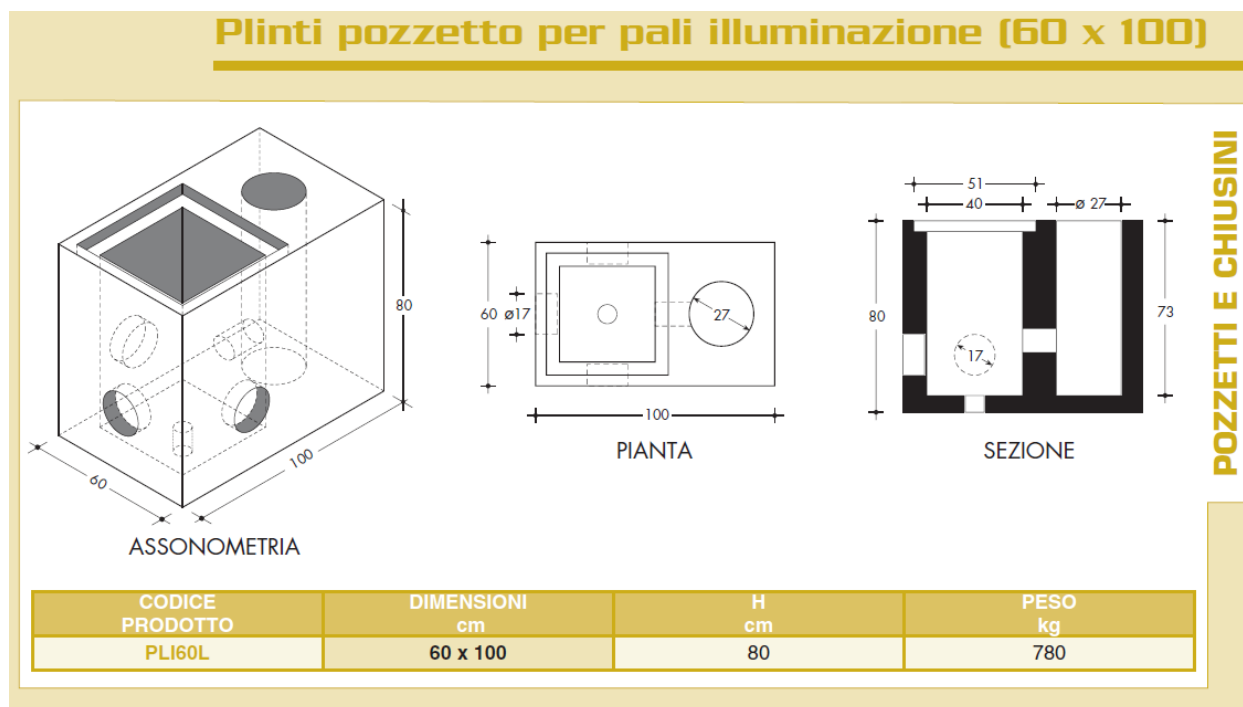 Plinti pozzetto per pali illuminazione (60 x 100)
POZZETTI E CHIUSINI
80
60
100
ASSONOMETRIA
60
ø17
27
100
PIANTA
51
40
ø 27
80
73
17
SEZIONE
CODICE PRODOTTO
DIMENSIONI cm
H cm
PESO kg
PLI60L
60 x 100
80
780